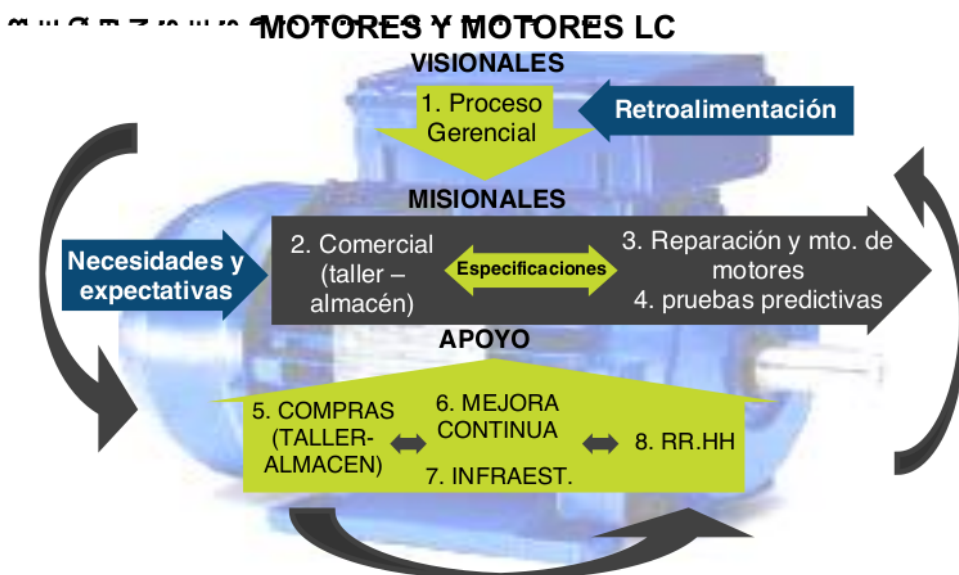 MOTORES Y MOTORES LC
VISIONALES
1. Proceso
Gerencial
Retroalimentación
MISIONALES
Necesidades y
expectativas
2. Comercial
(taller –
almacén)
Especificaciones
3. Reparación y mto. de
motores
4. pruebas predictivas
APOYO
5. COMPRAS
(TALLER-
ALMACEN)
6. MEJORA
CONTINUA
7. INFRAEST.
8. RR.HH